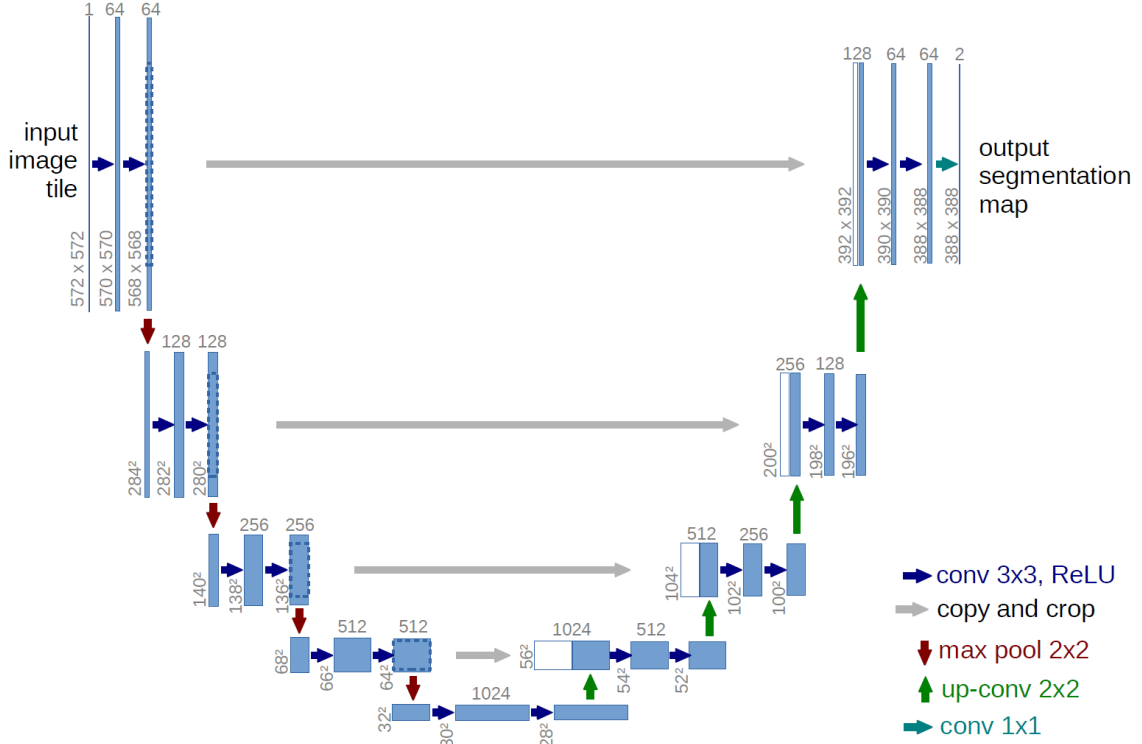 1 64 64
128 64 64 2
input
image
tile
output
segmentation
map
572 x 572
570 x 570
568 x 568
392 x 392
390 x 390
388 x 388
388 x 388
128 128
256 128
284²
282²
280²
200²
198²
196²
256 256
512 256
140²
138²
136²
104²
102²
100²
512 512
1024 512
68²
66²
64²
56²
54²
52²
1024
32²
30²
28²
conv 3x3, ReLU
copy and crop
max pool 2x2
up-conv 2x2
conv 1x1